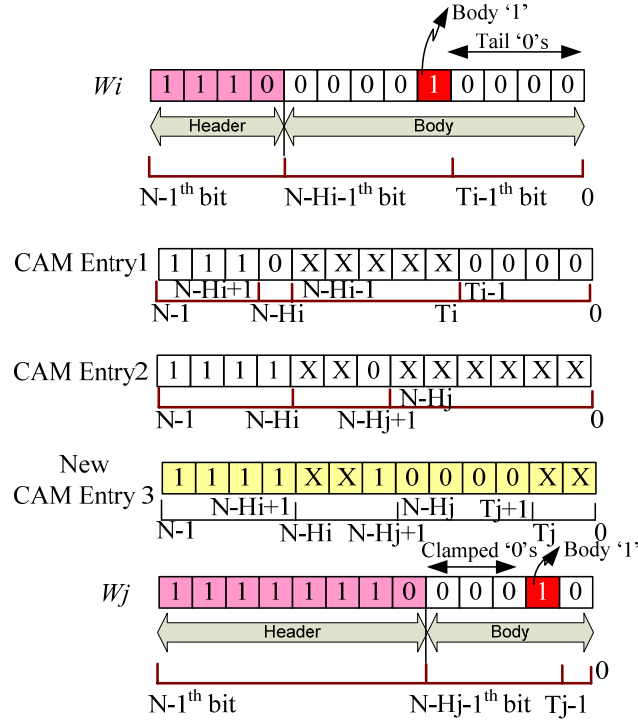 Body ‘1’
Tail ‘0’s
Wi 1 1 1 0 0 0 0 0 1 0 0 0 0
Header Body
N-1th bit N-Hi-1th bit Ti-1th bit 0
CAM Entry1 1 1 1 0 X X X X X 0 0 0 0
N-Hi+1 N-Hi-1 Ti-1
N-1 N-Hi Ti 0
CAM Entry2 1 1 1 1 X X 0 X X X X X X
N-Hj
N-1 N-Hi N-Hj+1 0
New
CAM Entry 3 1 1 1 1 X X 1 0 0 0 0 X X
N-Hi+1 N-Hj Tj+1
N-1 N-Hi N-Hj+1 Tj 0
Clamped ‘0’s Body ‘1’
Wj 1 1 1 1 1 1 1 0 0 0 0 1 0
Header Body
0
N-1th bit N-Hj-1th bit Tj-1